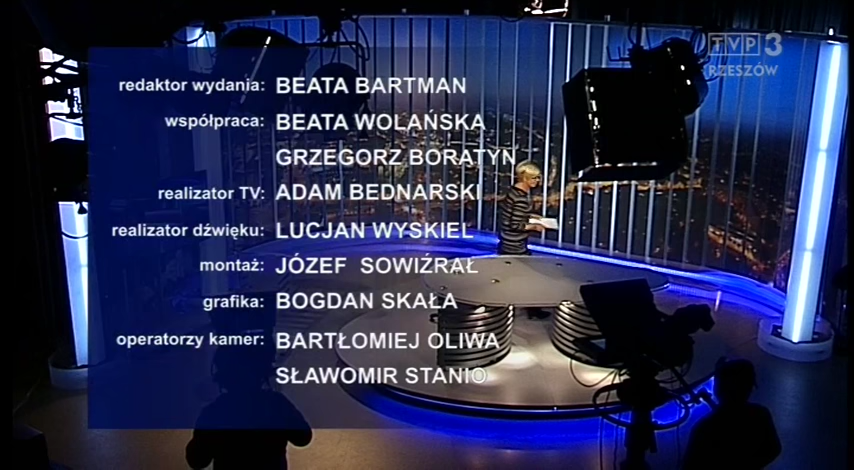 TVP3
RZESZÓW
redaktor wydania: BEATA BARTMAN
współpraca: BEATA WOLAŃSKA
GRZEGORZ BORATYN
realizator TV: ADAM BEDNARSKI
realizator dźwięku: LUCJAN WYSKIEL
montaż: JÓZEF SOWIŹRAŁ
grafika: BOGDAN SKAŁA
operatorzy kamer: BARTŁOMIEJ OLIWA
SŁAWOMIR STANIO